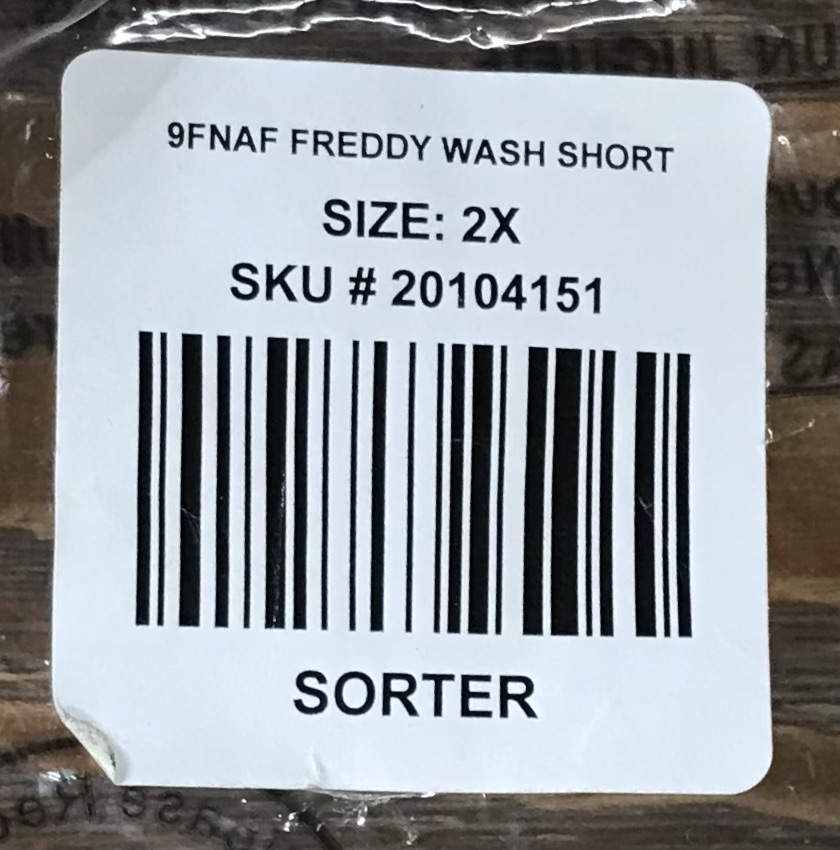 9FNAF FREDDY WASH SHORT
SIZE: 2X
SKU # 20104151
SORTER